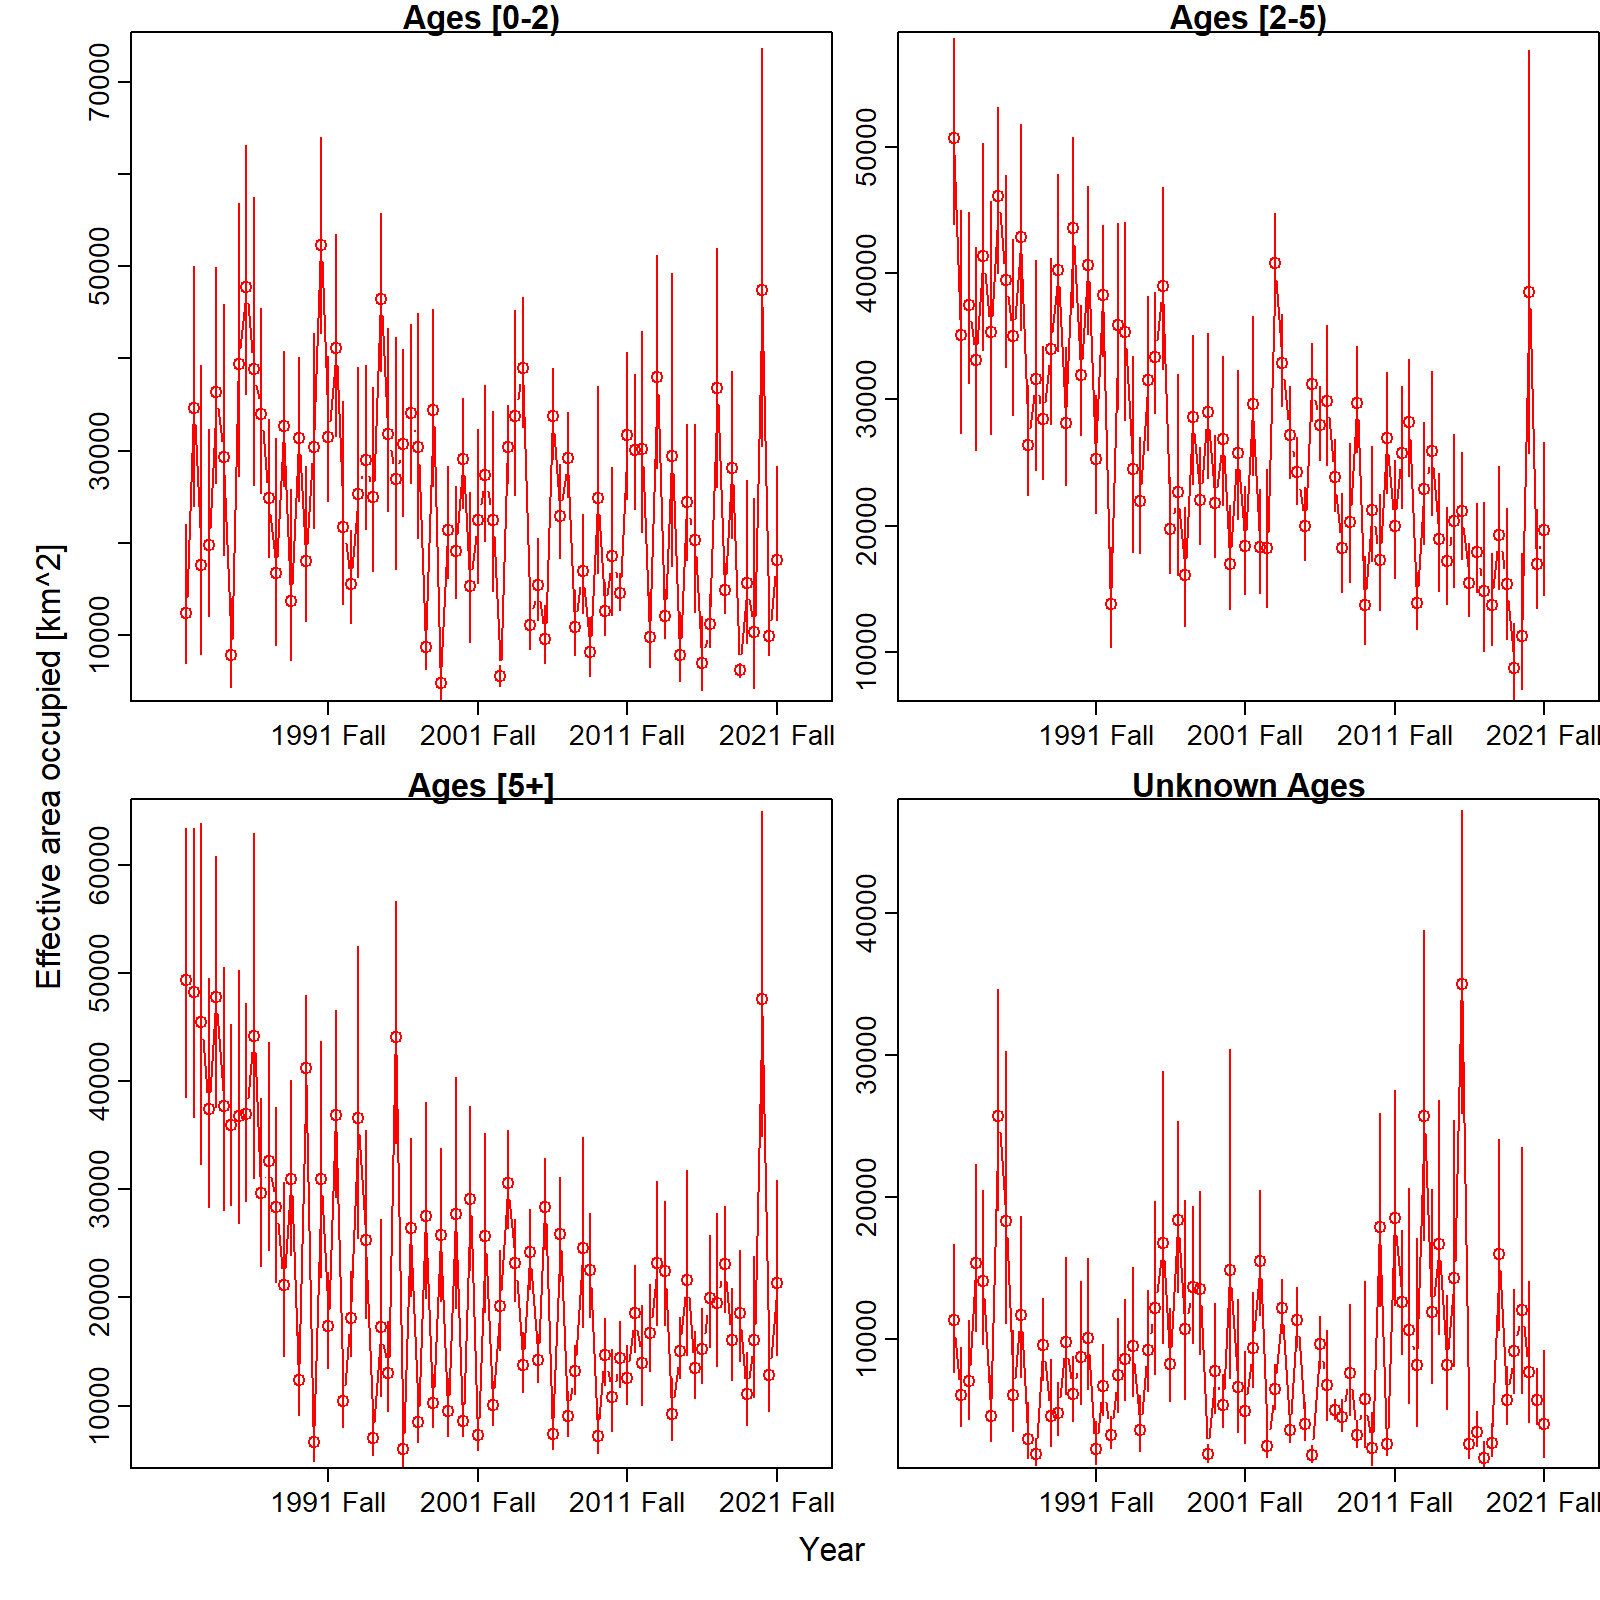 Ages [0-2)
Ages [2-5)
70000
50000
30000
10000
50000
40000
30000
20000
10000
1991 Fall 2001 Fall 2011 Fall 2021 Fall
1991 Fall 2001 Fall 2011 Fall 2021 Fall
Effective area occupied [km^2]
Ages [5+]
Unknown Ages
60000
50000
40000
30000
20000
10000
40000
30000
20000
10000
1991 Fall 2001 Fall 2011 Fall 2021 Fall
1991 Fall 2001 Fall 2011 Fall 2021 Fall
Year